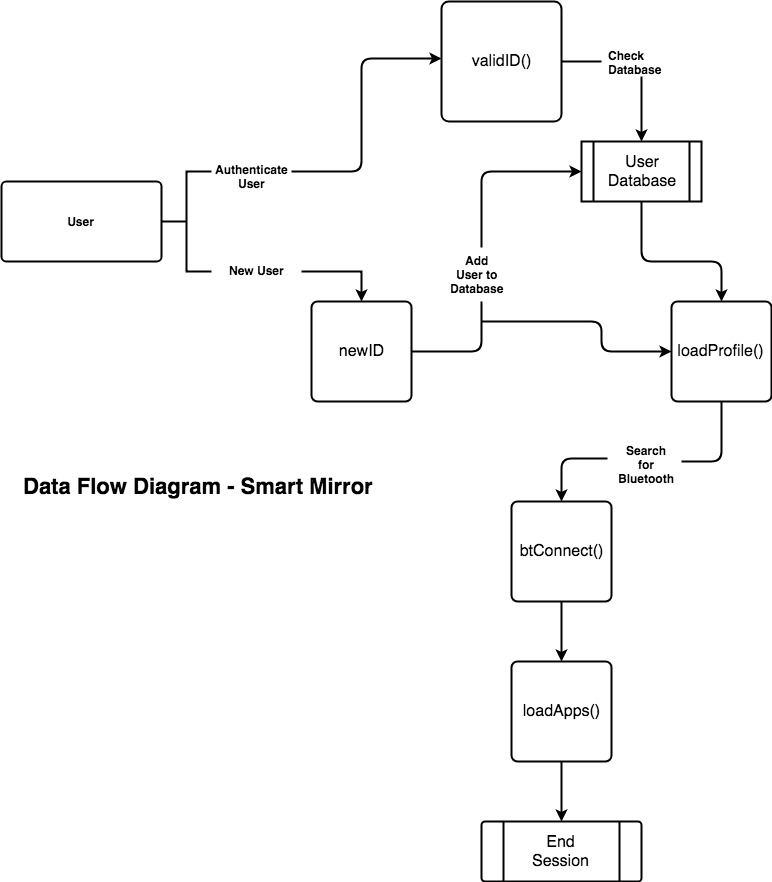 validID()
Check
Database
User
Database
Authenticate
User
User
New User
Add
User to
Database
newID
loadProfile()
Search
for
Bluetooth
Data Flow Diagram - Smart Mirror
btConnect()
loadApps()
End
Session